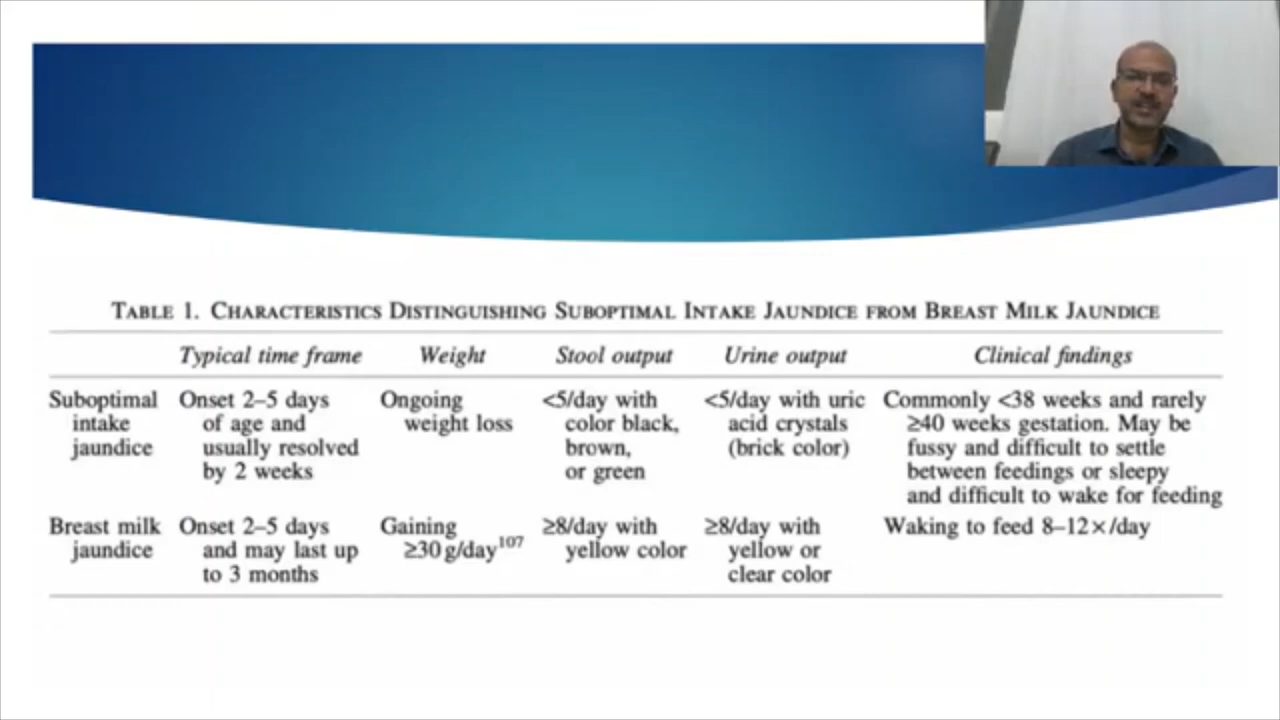 TABLE 1. CHARACTERISTICS DISTINGUISHING SUBOPTIMAL INTAKE JAUNDICE FROM BREAST MILK JAUNDICE
Typical time frame Weight Stool output Urine output Clinical findings
Suboptimal Onset 2–5 days Ongoing <5/day with <5/day with uric Commonly <38 weeks and rarely
intake of age and weight loss color black, acid crystals ≥40 weeks gestation. May be
jaundice usually resolved brown, (brick color) fussy and difficult to settle
by 2 weeks or green between feedings or sleepy
and difficult to wake for feeding
Breast milk Onset 2–5 days Gaining ≥8/day with ≥8/day with Waking to feed 8–12×/day
jaundice and may last up ≥30 g/day107 yellow color yellow or
to 3 months clear color